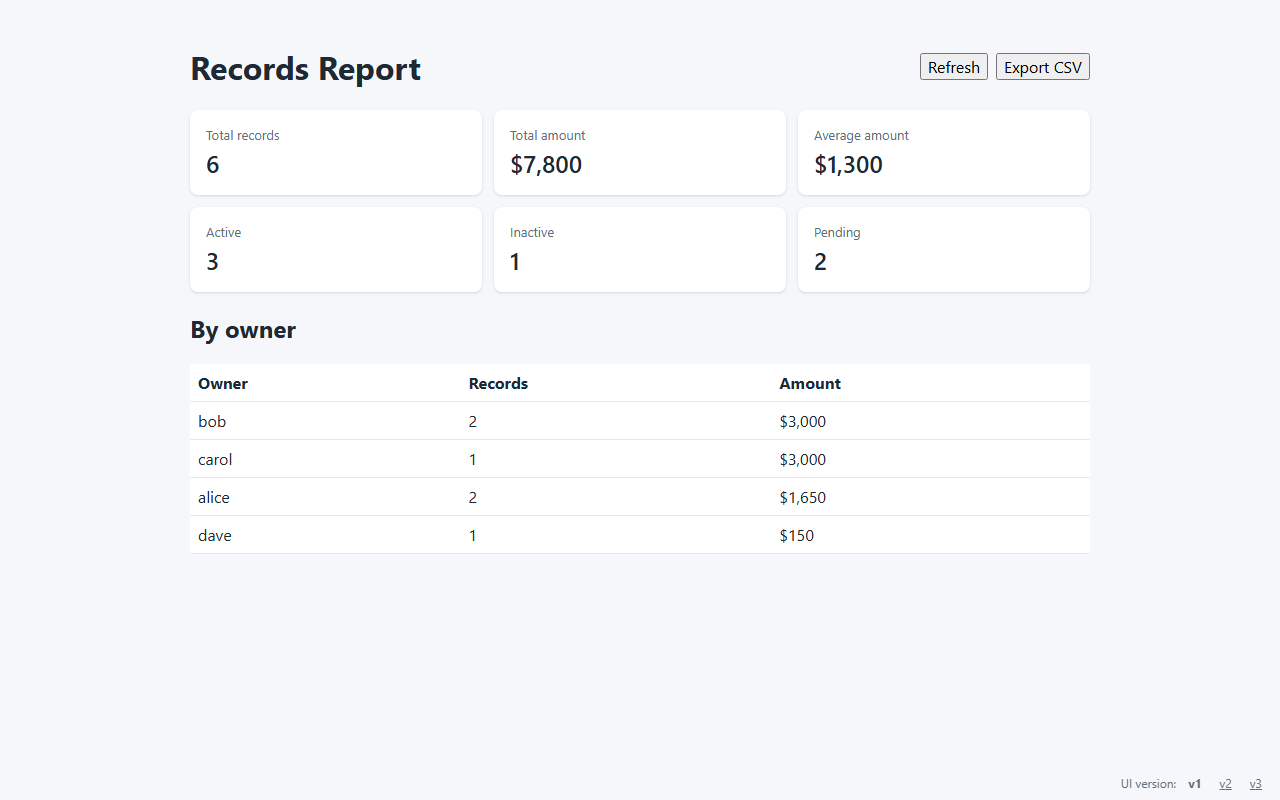 Records Report
Refresh Export CSV
Total records
6
Total amount
$7,800
Average amount
$1,300
Active
3
Inactive
1
Pending
2
By owner
Owner Records Amount
bob 2 $3,000
carol 1 $3,000
alice 2 $1,650
dave 1 $150
UI version: v1 v2 v3